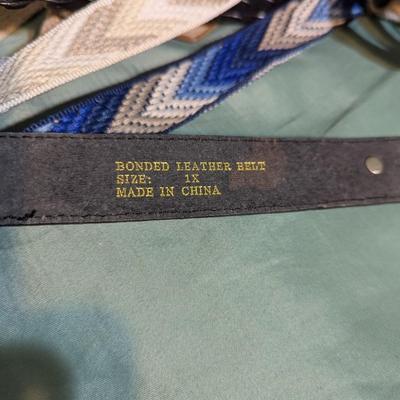 BONDED LEATHER BELT
SIZE: 1X
MADE IN CHINA